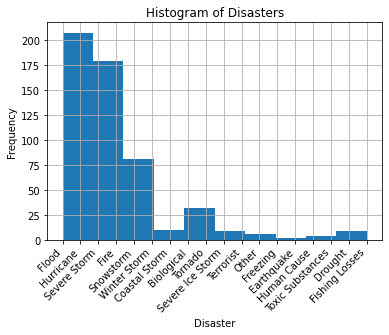 Histogram of Disasters
Frequency
200
175
150
125
100
75
50
25
0
Flood
Hurricane
Severe Storm
Fire
Snowstorm
Winter Storm
Coastal Storm
Biological
Tornado
Severe Ice Storm
Terrorist
Other
Freezing
Earthquake
Human Cause
Toxic Substances
Drought
Fishing Losses
Disaster